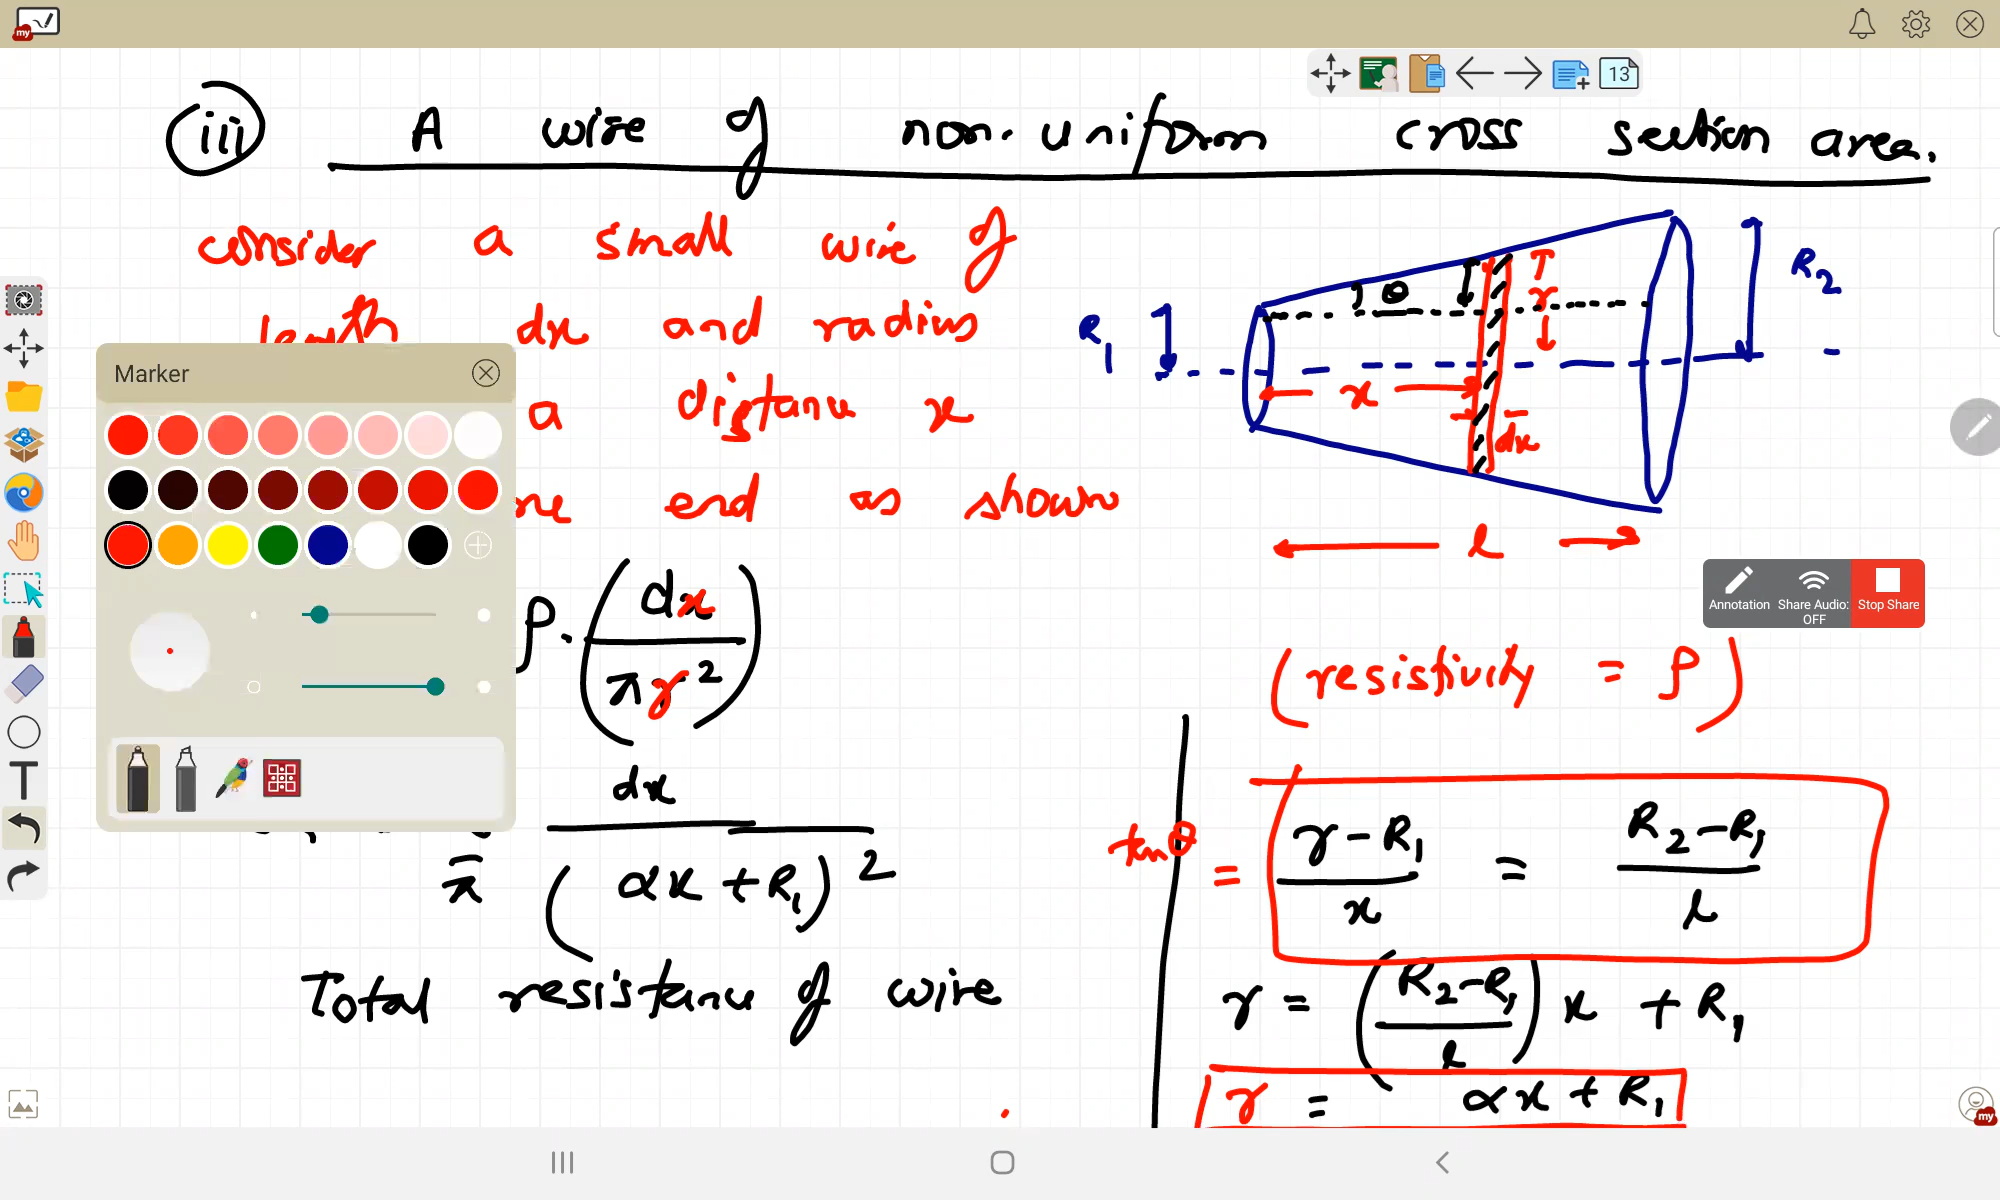 my
13
(iii) A wire of non-uniform cross section area.
consider a small wire of
length dx and radius
a distance x
end as shown
R1
R2
θ
r
x
dx
l
Marker
Annotation
Share Audio: OFF
Stop Share
ρ. (dx / πr²)
(resistivity = ρ)
dx
π (αx + R1)²
tanθ = (r - R1) / x = (R2 - R1) / l
Total resistance of wire
r = ((R2 - R1) / l) x + R1
r = αx + R1
my